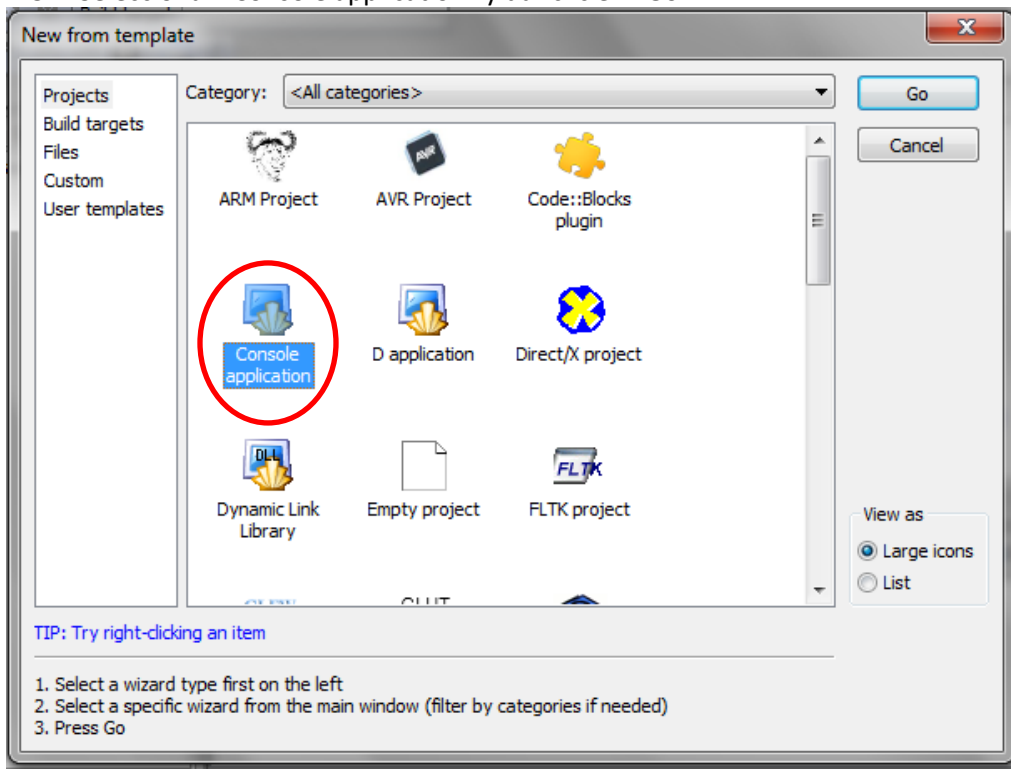 New from template
X
Projects
Build targets
Files
Custom
User templates
Category: <All categories>
Go
Cancel
ARM Project
AVR
AVR Project
Code::Blocks
plugin
Console
application
D application
Direct/X project
DLL
Dynamic Link
Library
Empty project
FLTK
FLTK project
View as
Large icons
List
TIP: Try right-clicking an item
1. Select a wizard type first on the left
2. Select a specific wizard from the main window (filter by categories if needed)
3. Press Go